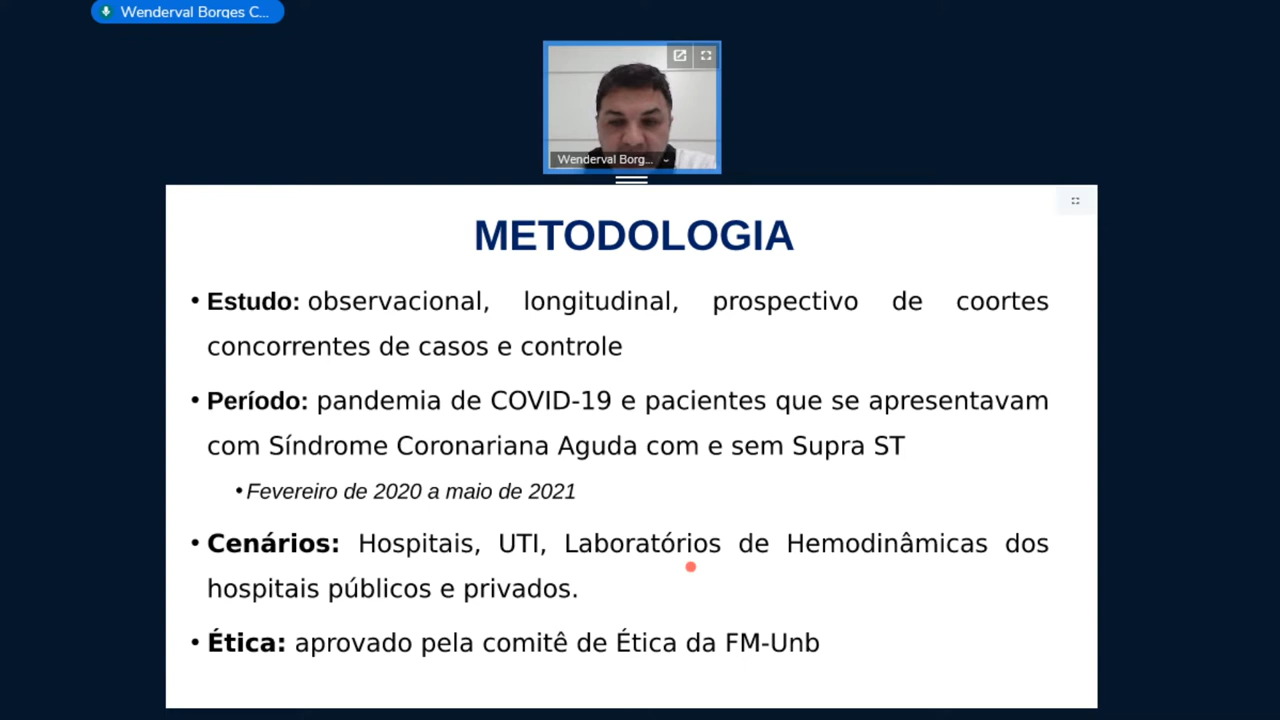 Wenderval Borges C...
Wenderval Borg...
METODOLOGIA
• Estudo: observacional, longitudinal, prospectivo de coortes
concorrentes de casos e controle
• Período: pandemia de COVID-19 e pacientes que se apresentavam
com Síndrome Coronariana Aguda com e sem Supra ST
• Fevereiro de 2020 a maio de 2021
• Cenários: Hospitais, UTI, Laboratórios de Hemodinâmicas dos
hospitais públicos e privados.
• Ética: aprovado pela comitê de Ética da FM-Unb